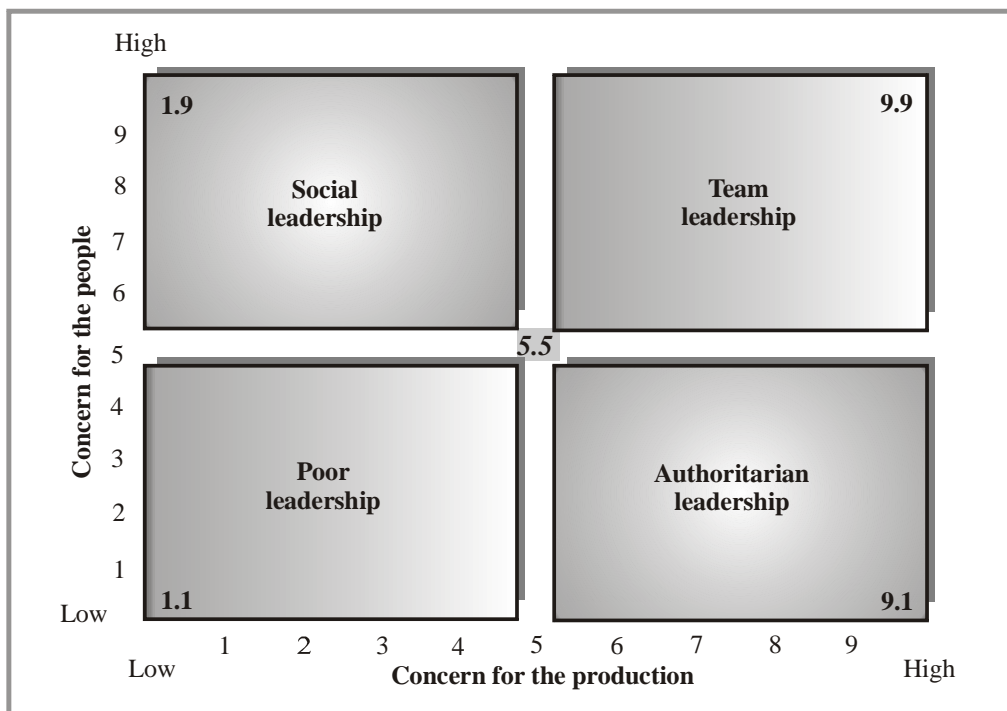 High
1.9
9.9
9
8
7
6
5
4
3
2
1
Concern for the people
Social
leadership
Team
leadership
5.5
Poor
leadership
Authoritarian
leadership
1.1
9.1
Low
1 2 3 4 5 6 7 8 9
Low
Concern for the production
High